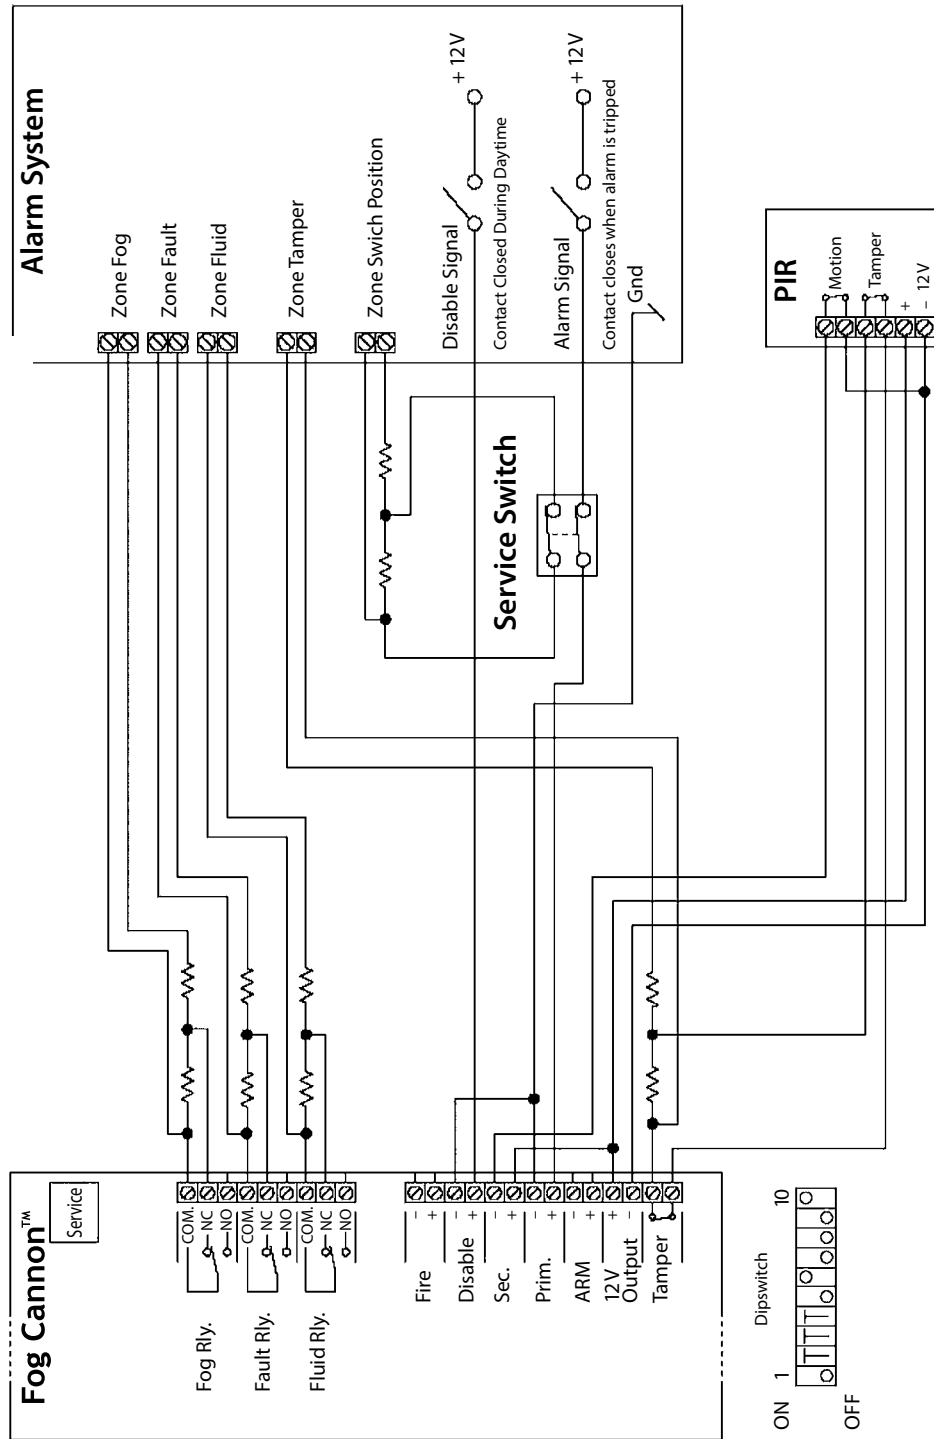 Alarm System
Zone Fog
Zone Fault
Zone Fluid
Zone Tamper
Zone Swich Position
Disable Signal
+ 12V
Contact Closed During Daytime
Alarm Signal
+ 12V
Contact closes when alarm is tripped
Gnd
Service Switch
PIR
Motion
Tamper
+
- 12V
Fog Cannon™
Service
Fog Rly.
COM.
NC
NO
Fault Rly.
COM.
NC
NO
Fluid Rly.
COM.
NC
NO
Fire
-
+
Disable
-
+
Sec.
-
+
Prim.
-
+
ARM
-
+
12V
Output
+
-
Tamper
Dipswitch
ON
1
10
OFF